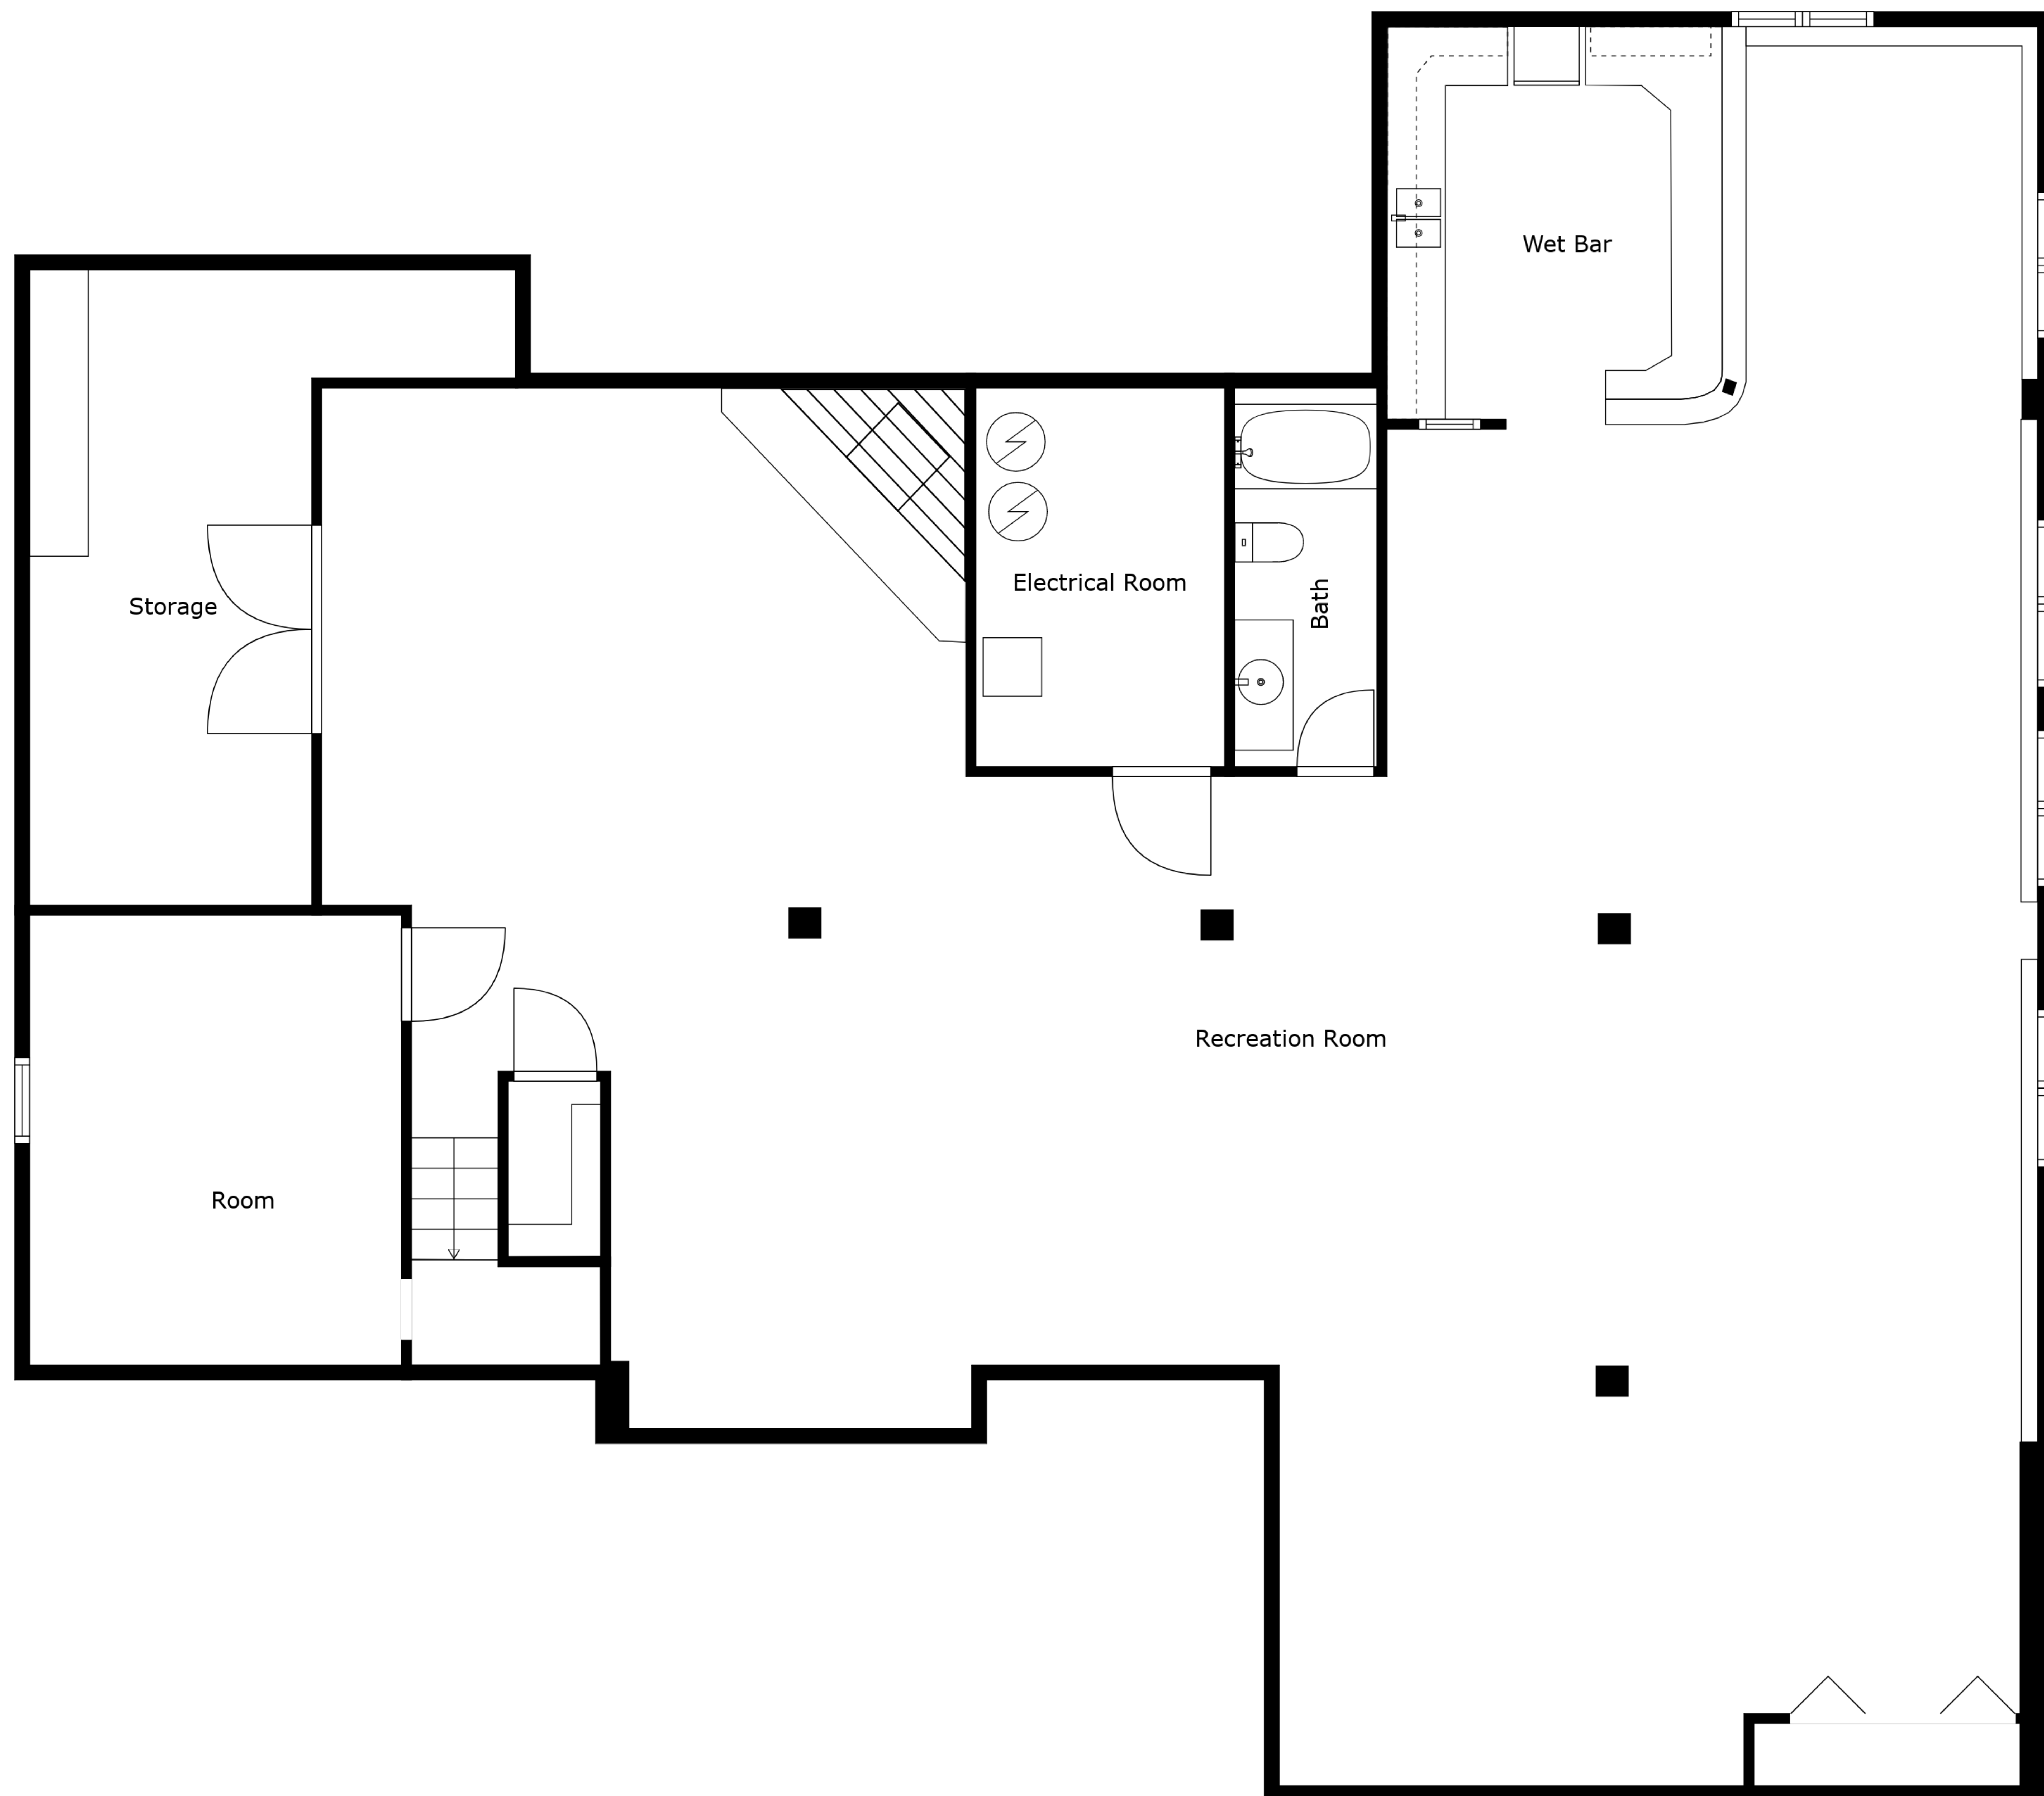 Wet Bar
Electrical Room
Bath
Storage
Recreation Room
Room